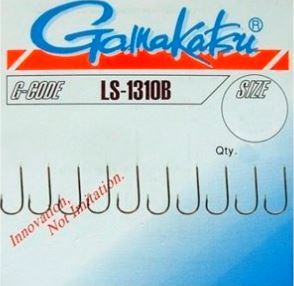 Gamakatsu®
G-CODE LS-1310B SIZE
Qty.
Innovation,
Not Imitation.